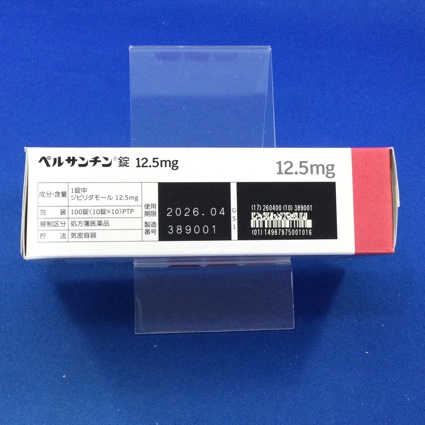 ペルサンチン®錠 12.5mg
12.5mg
成分・含量 1錠中
ジピリダモール 12.5mg
包装 100錠(10錠×10)PTP
規制区分 処方箋医薬品
貯法 気密容器
使用期限 2026.04
製造番号 389001
GS1
(17)260400(10)389001
(01)14987975001016